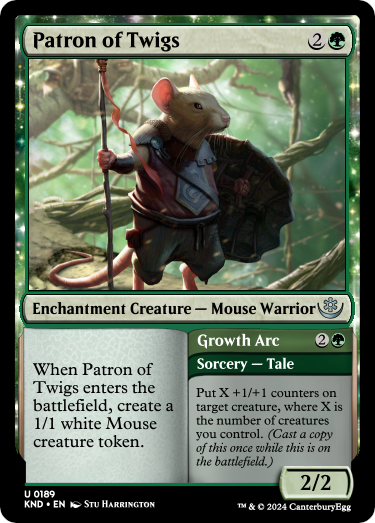 Patron of Twigs 2
Enchantment Creature — Mouse Warrior
When Patron of
Twigs enters the
battlefield, create a
1/1 white Mouse
creature token.
Growth Arc 2
Sorcery — Tale
Put X +1/+1 counters on
target creature, where X is
the number of creatures
you control. (Cast a copy
of this once while this is on
the battlefield.)
2/2
U 0189
KND • EN Stu Harrington
™ & © 2024 CanterburyEgg